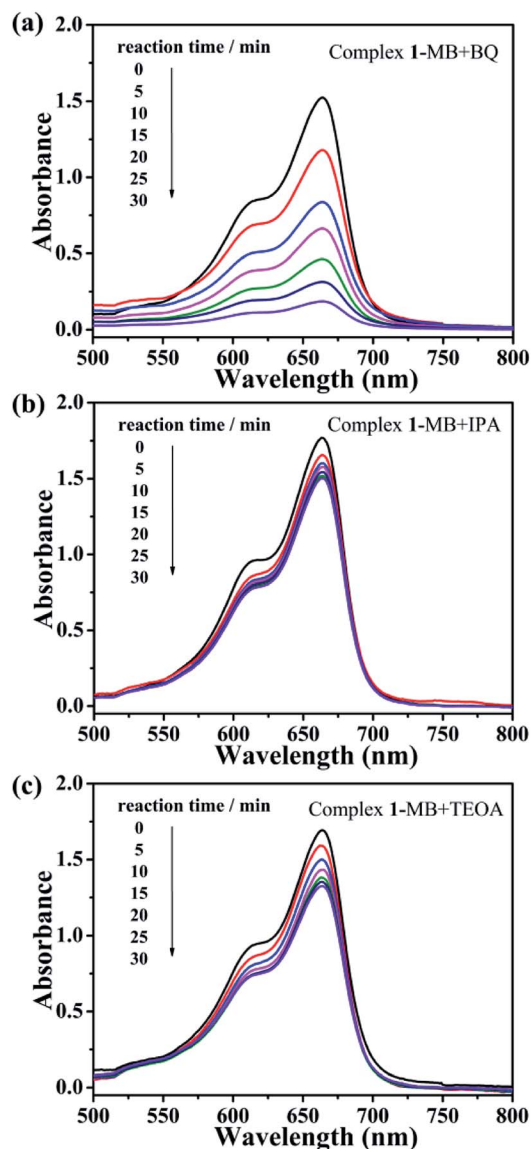 (a)
2.0
1.5
1.0
0.5
0.0
Absorbance
reaction time / min
0
5
10
15
20
25
30
Complex 1-MB+BQ
500 550 600 650 700 750 800
Wavelength (nm)
(b)
2.0
1.5
1.0
0.5
0.0
Absorbance
reaction time / min
0
5
10
15
20
25
30
Complex 1-MB+IPA
500 550 600 650 700 750 800
Wavelength (nm)
(c)
2.0
1.5
1.0
0.5
0.0
Absorbance
reaction time / min
0
5
10
15
20
25
30
Complex 1-MB+TEOA
500 550 600 650 700 750 800
Wavelength (nm)